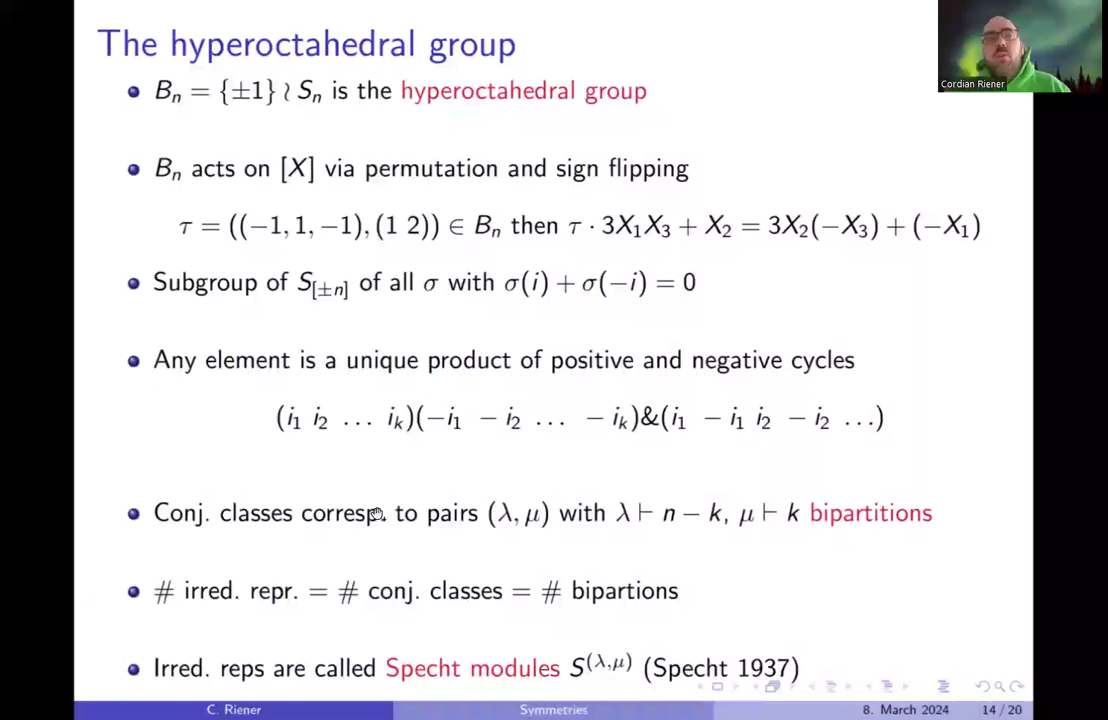 The hyperoctahedral group
Bₙ = {±1} ≀ Sₙ is the hyperoctahedral group
Cordian Riener
Bₙ acts on [X] via permutation and sign flipping
τ = ((−1, 1, −1), (1 2)) ∈ Bₙ then τ · 3X₁X₃ + X₂ = 3X₂(−X₃) + (−X₁)
Subgroup of S_[±n] of all σ with σ(i) + σ(−i) = 0
Any element is a unique product of positive and negative cycles
(i₁ i₂ … iₖ)(−i₁ − i₂ … − iₖ)&(i₁ − i₁ i₂ − i₂ …)
Conj. classes corresp. to pairs (λ, μ) with λ ⊢ n − k, μ ⊢ k bipartitions
# irred. repr. = # conj. classes = # bipartions
Irred. reps are called Specht modules S^(λ,μ) (Specht 1937)
C. Riener Symmetries 8. March 2024 14 / 20